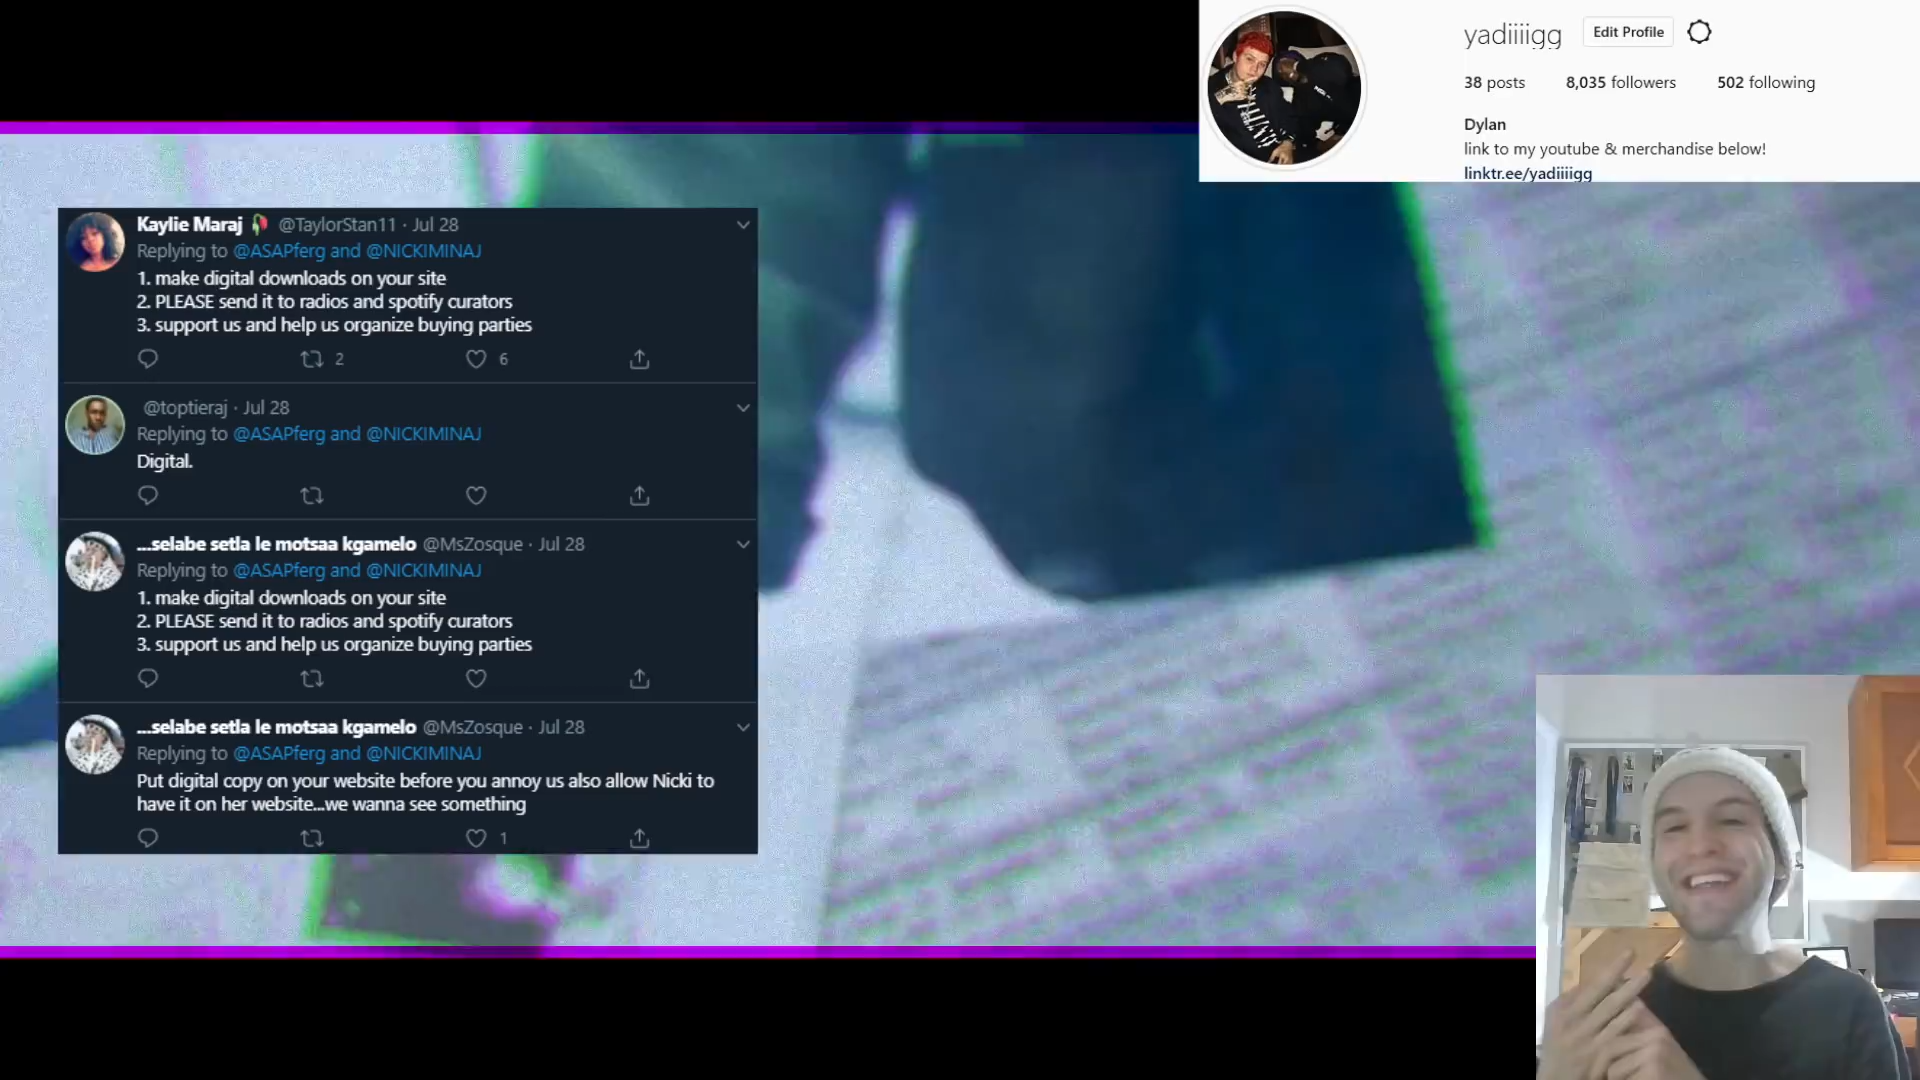 yadiiiigg Edit Profile
38 posts 8,035 followers 502 following
Dylan
link to my youtube & merchandise below!
linktr.ee/yadiiiigg
Kaylie Maraj @TaylorStan11 · Jul 28
Replying to @ASAPferg and @NICKIMINAJ
1. make digital downloads on your site
2. PLEASE send it to radios and spotify curators
3. support us and help us organize buying parties
2 6
@toptieraj · Jul 28
Replying to @ASAPferg and @NICKIMINAJ
Digital.
...selabe setla le motsaa kgamelo @MsZosque · Jul 28
Replying to @ASAPferg and @NICKIMINAJ
1. make digital downloads on your site
2. PLEASE send it to radios and spotify curators
3. support us and help us organize buying parties
...selabe setla le motsaa kgamelo @MsZosque · Jul 28
Replying to @ASAPferg and @NICKIMINAJ
Put digital copy on your website before you annoy us also allow Nicki to
have it on her website...we wanna see something
1